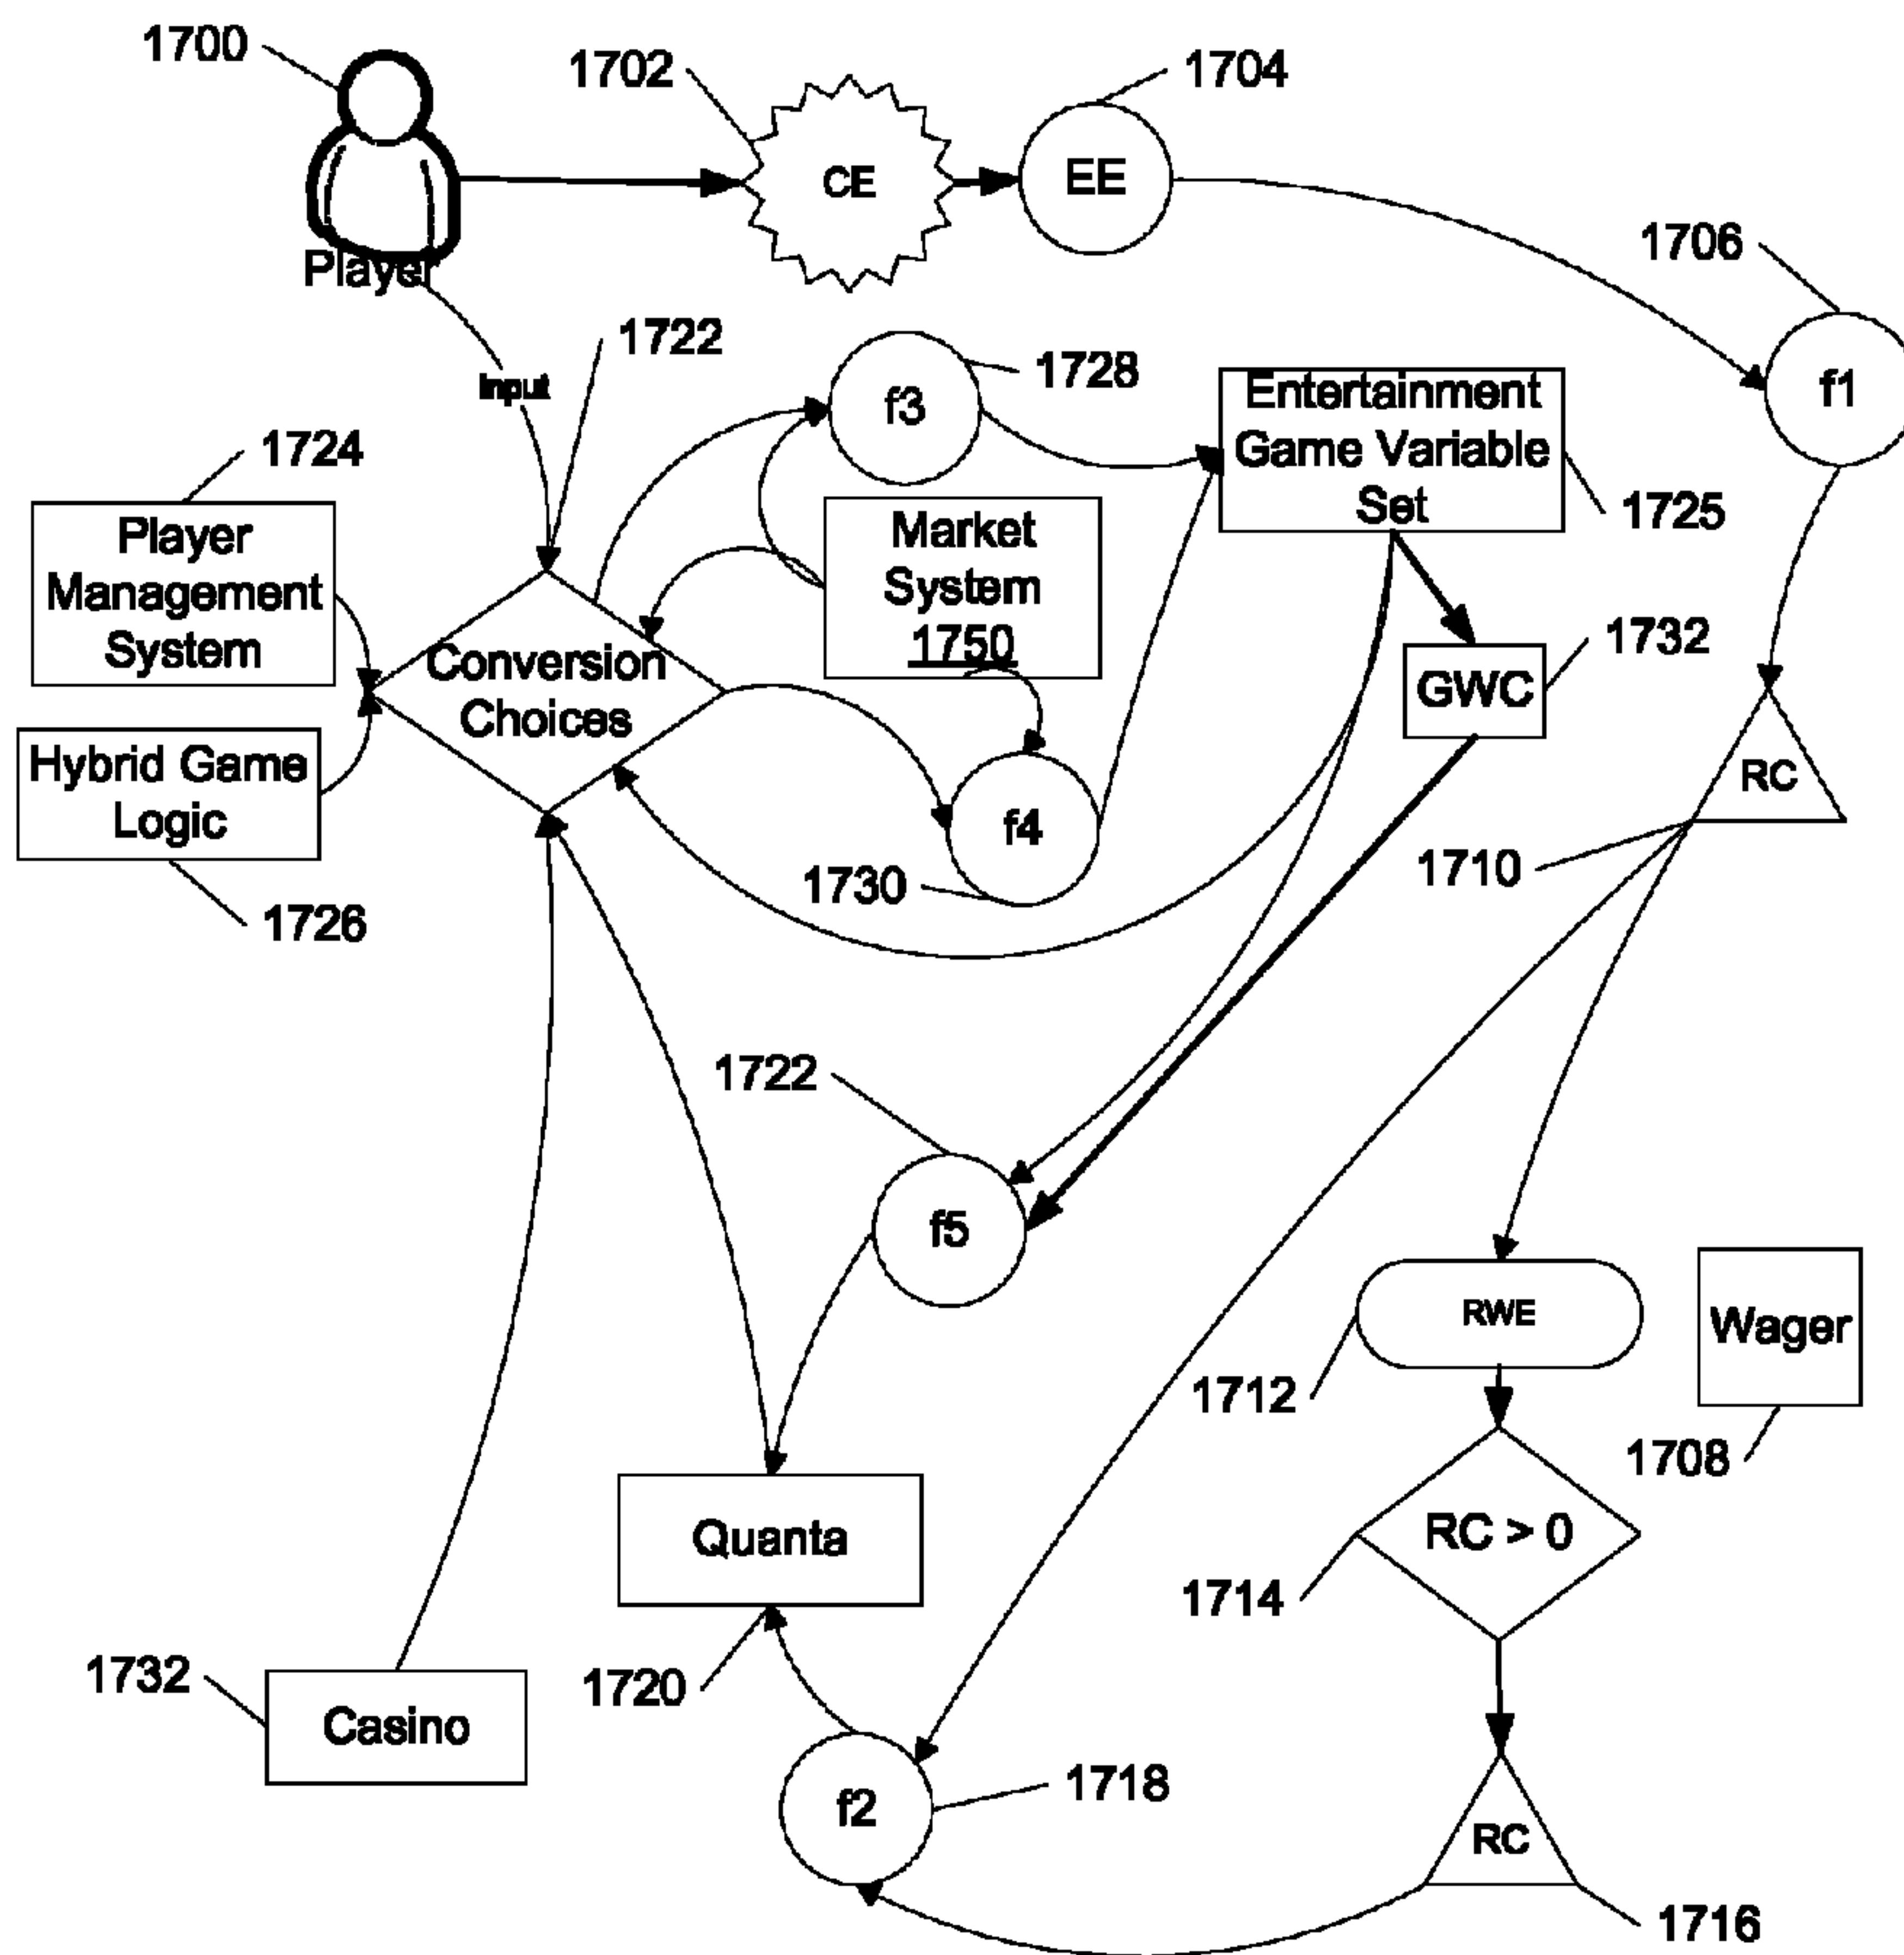 1700
1702
1704
CE
EE
1706
Player
1722
Input
f3
1728
f1
Entertainment
Game Variable
Set
1724
1725
Player
Management
System
Market
System
1750
1732
Conversion
Choices
GWC
Hybrid Game
Logic
RC
f4
1730
1710
1726
1722
f5
RWE
Wager
1712
1708
Quanta
RC > 0
1714
1732
1720
Casino
1718
f2
RC
1716